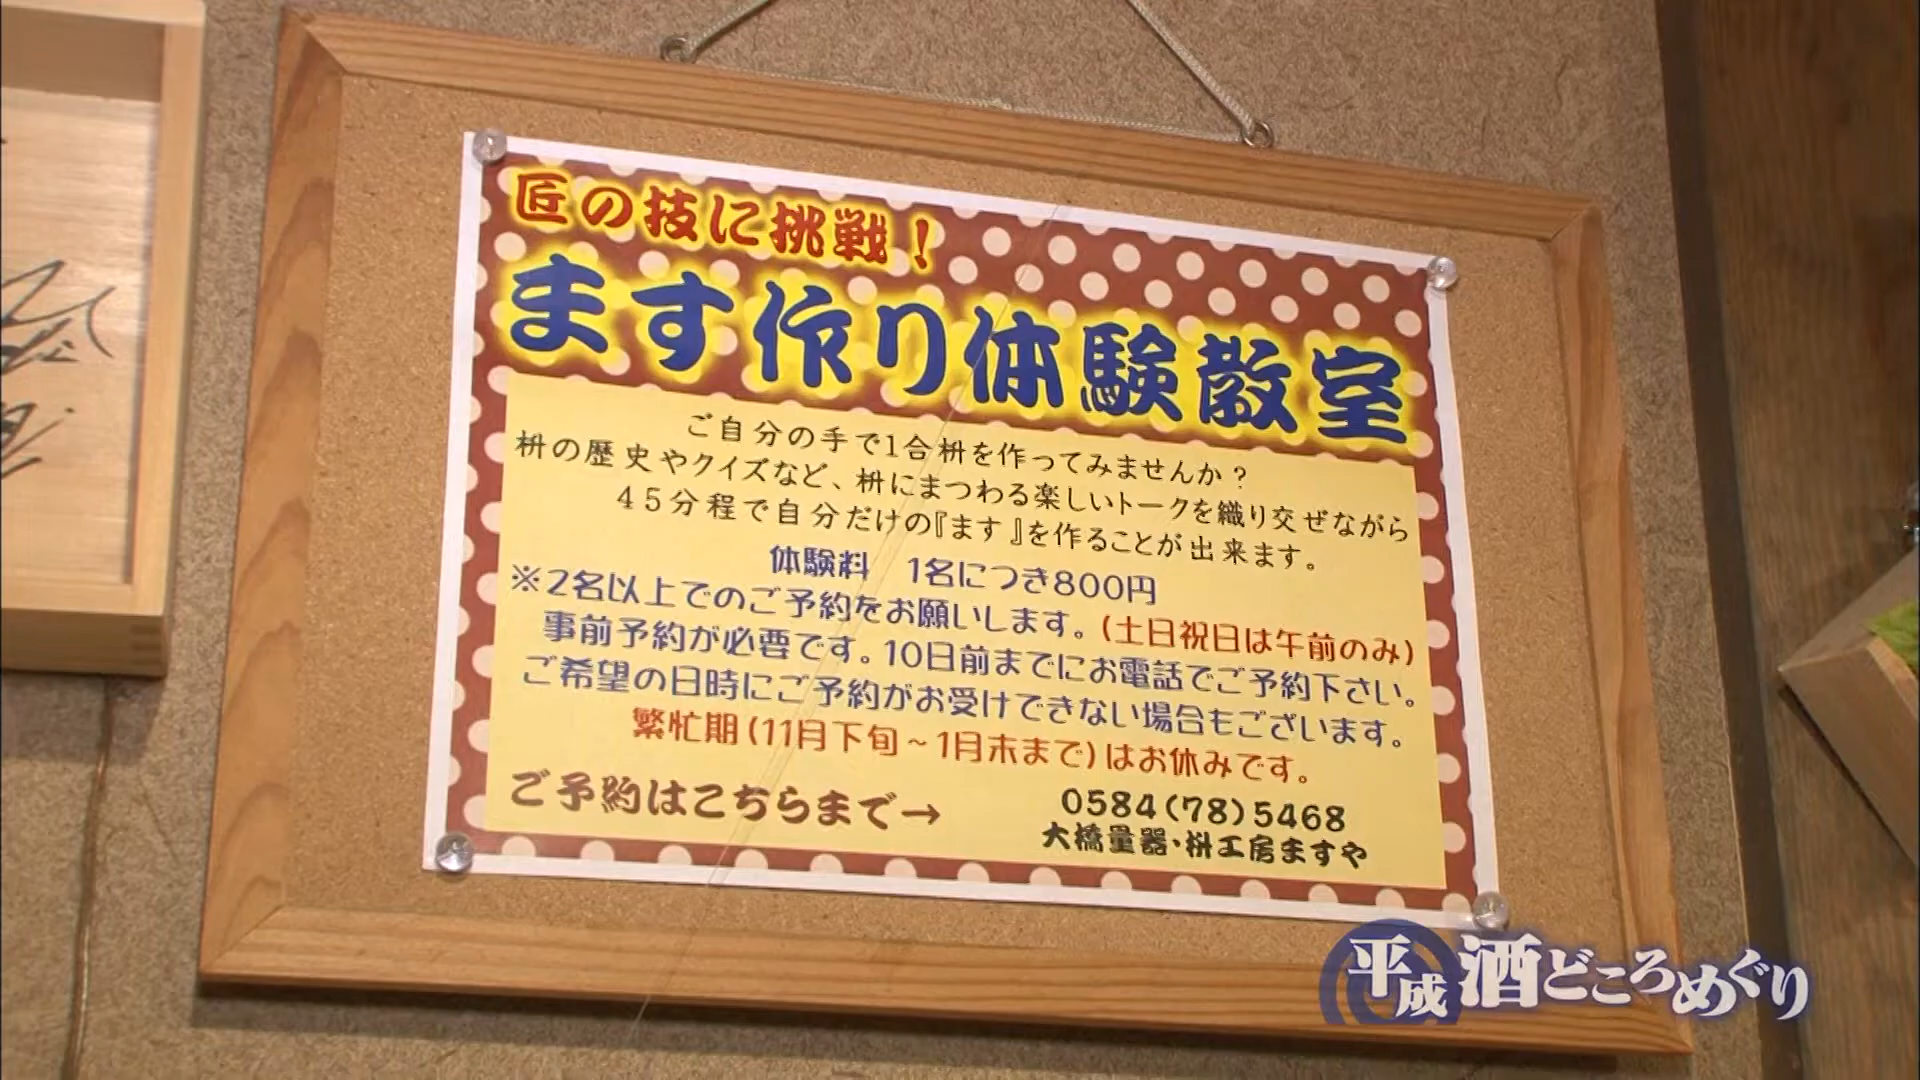 匠の技に挑戦！
ます作り体験教室
ご自分の手で1合枡を作ってみませんか？
枡の歴史やクイズなど、枡にまつわる楽しいトークを織り交ぜながら
45分程で自分だけの『ます』を作ることが出来ます。
体験料 1名につき800円
※2名以上でのご予約をお願いします。(土日祝日は午前のみ)
事前予約が必要です。10日前までにお電話でご予約下さい。
ご希望の日時にご予約がお受けできない場合もございます。
繁忙期(11月下旬～1月末まで)はお休みです。
ご予約はこちらまで→
0584(78)5468
大橋量器・枡工房ますや
平成 酒どころめぐり